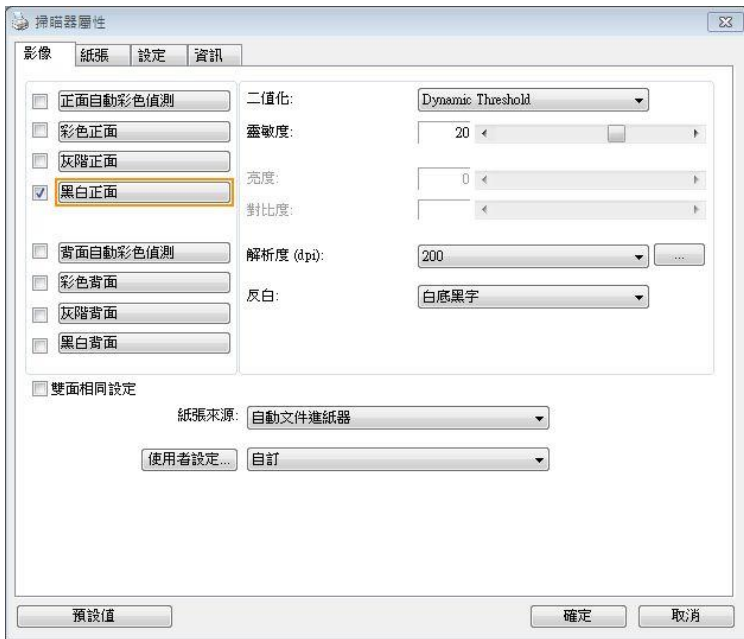 掃瞄器屬性
影像 紙張 設定 資訊
正面自動彩色偵測
彩色正面
灰階正面
黑白正面
背面自動彩色偵測
彩色背面
灰階背面
黑白背面
二值化: Dynamic Threshold
靈敏度: 20
亮度: 0
對比度:
解析度 (dpi): 200 ...
反白: 白底黑字
雙面相同設定
紙張來源: 自動文件進紙器
使用者設定... 自訂
預設值 確定 取消